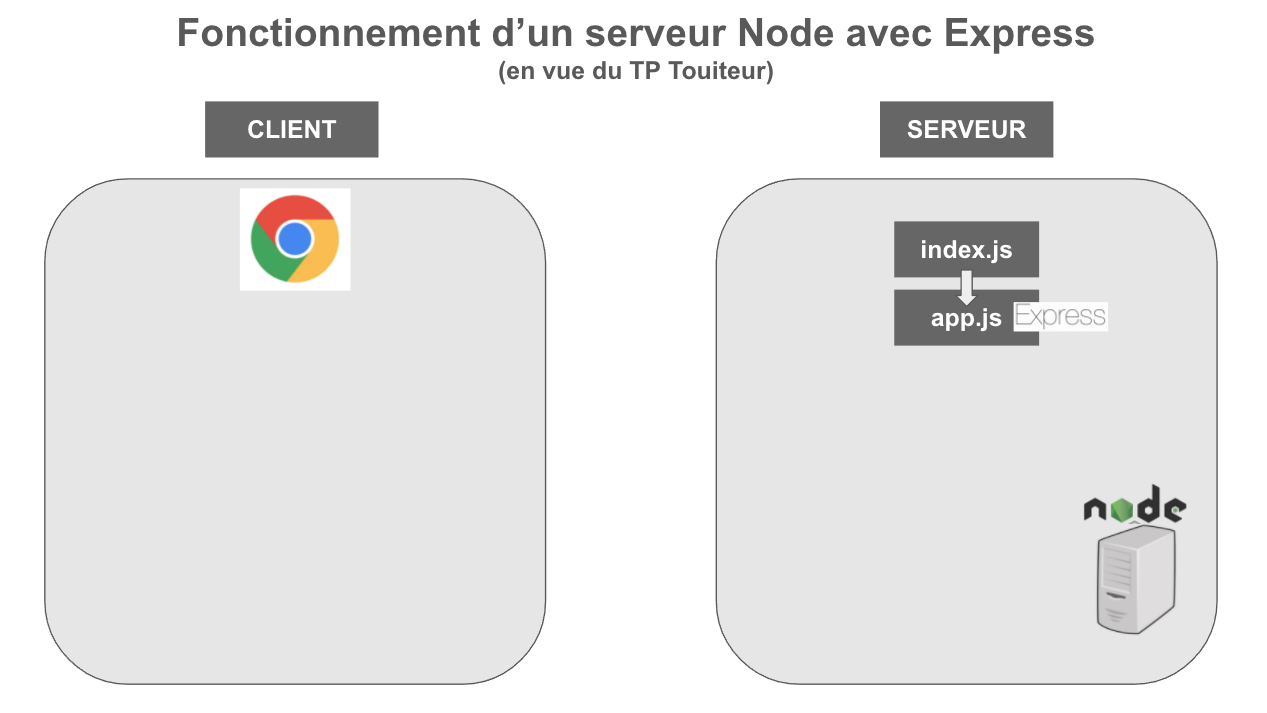 Fonctionnement d’un serveur Node avec Express
(en vue du TP Touiteur)
CLIENT
SERVEUR
index.js
app.js
Express
node